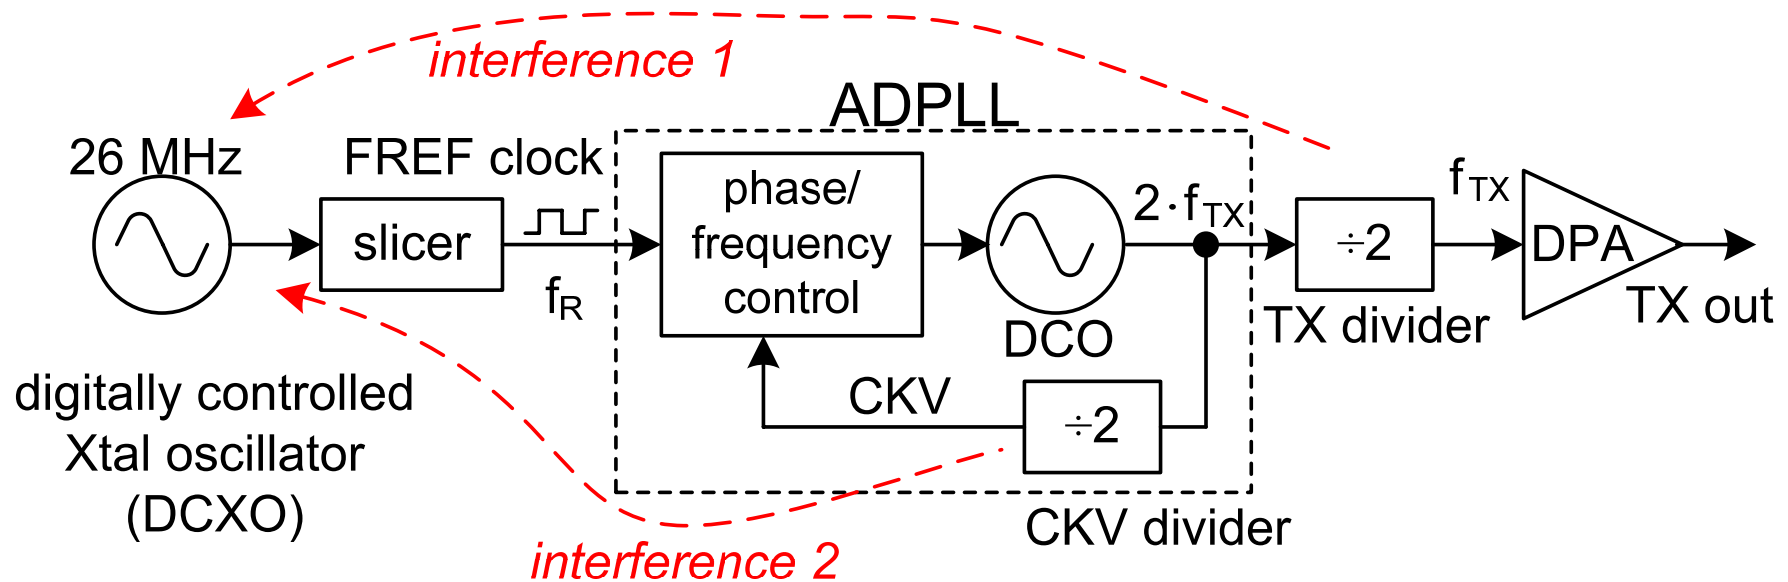 interference 1
ADPLL
26 MHz
FREF clock
slicer
fR
phase/
frequency
control
DCO
2·fTX
÷2
TX divider
fTX
DPA
TX out
CKV
÷2
CKV divider
digitally controlled
Xtal oscillator
(DCXO)
interference 2